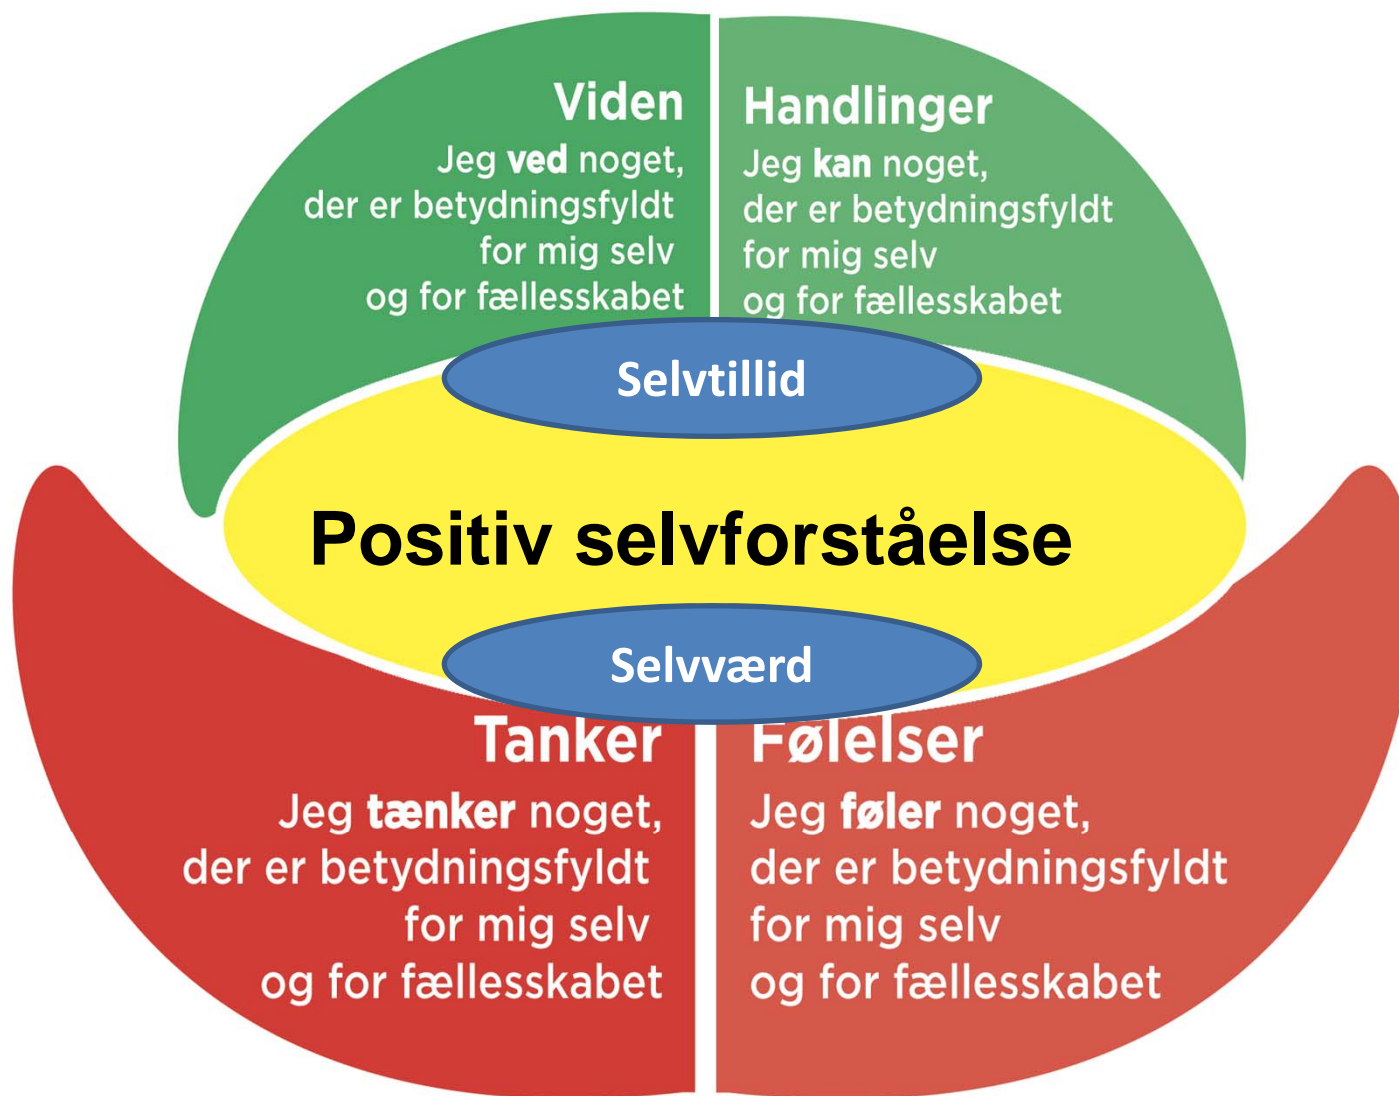 Viden
Jeg ved noget,
der er betydningsfyldt
for mig selv
og for fællesskabet
Handlinger
Jeg kan noget,
der er betydningsfyldt
for mig selv
og for fællesskabet
Selvtillid
Positiv selvforståelse
Selvværd
Tanker
Jeg tænker noget,
der er betydningsfyldt
for mig selv
og for fællesskabet
Følelser
Jeg føler noget,
der er betydningsfyldt
for mig selv
og for fællesskabet